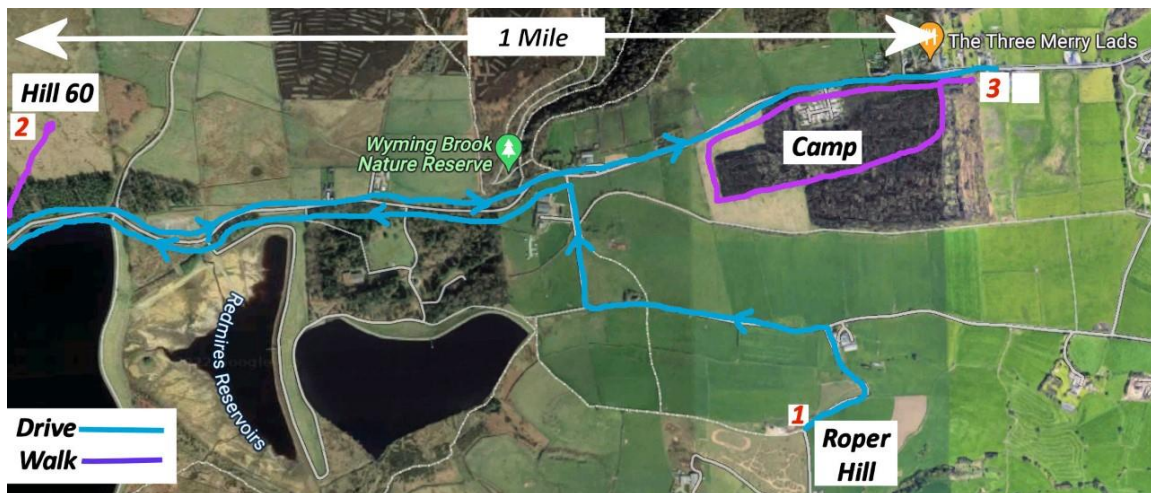 1 Mile
The Three Merry Lads
Hill 60
2
3
Wyming Brook
Nature Reserve
Camp
Redmires Reservoirs
1
Roper
Hill
Drive
Walk